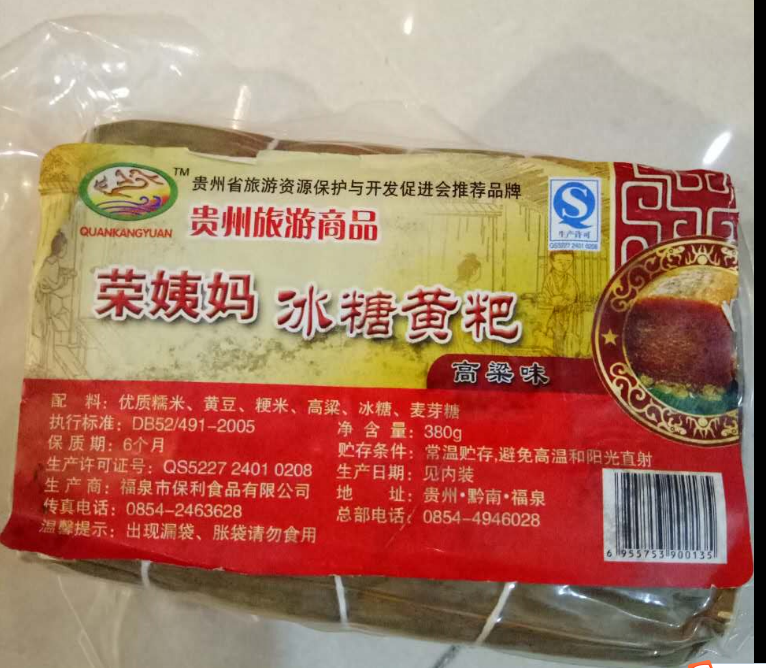 TM
贵州省旅游资源保护与开发促进会推荐品牌
QUANKANGYUAN
贵州旅游商品
生产许可
QS5227 2401 0208
荣姨妈 冰糖黄粑
高粱味
配 料：优质糯米、黄豆、粳米、高粱、冰糖、麦芽糖
执行标准：DB52/491-2005
净 含 量：380g
保 质 期：6个月
贮存条件：常温贮存,避免高温和阳光直射
生产许可证号：QS5227 2401 0208
生产日期：见内装
生 产 商：福泉市保利食品有限公司
地 址：贵州·黔南·福泉
传真电话：0854-2463628
总部电话：0854-4946028
温馨提示：出现漏袋、胀袋请勿食用
6 955753 900135